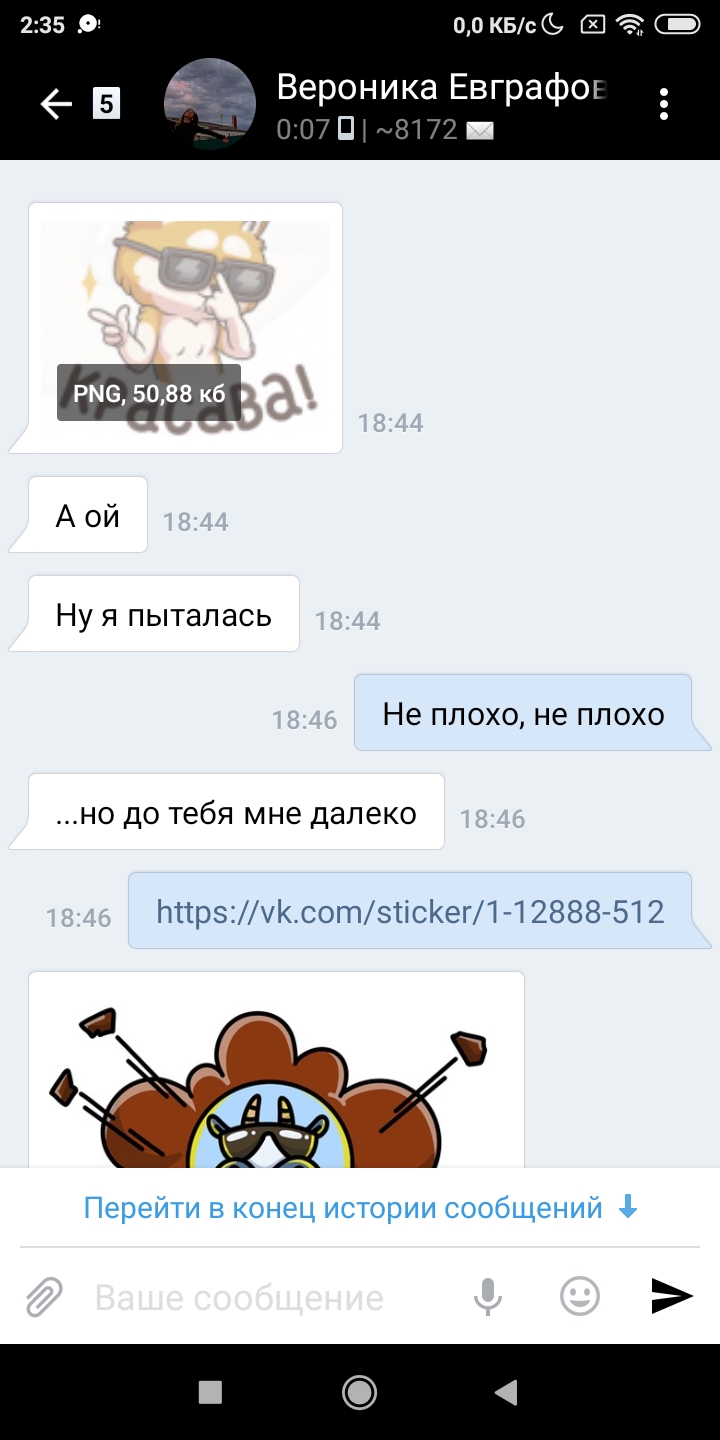 2:35
0,0 КБ/с
5
Вероника Евграфов
0:07 | ~8172
Красава!
PNG, 50,88 кб
18:44
А ой
18:44
Ну я пыталась
18:44
18:46
Не плохо, не плохо
...но до тебя мне далеко
18:46
18:46
https://vk.com/sticker/1-12888-512
Перейти в конец истории сообщений
Ваше сообщение